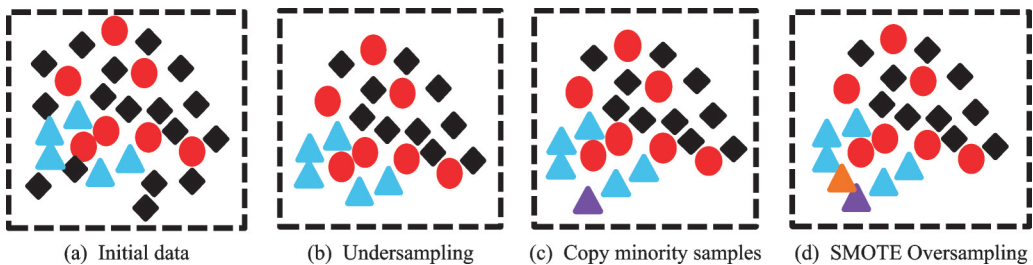 (a) Initial data
(b) Undersampling
(c) Copy minority samples
(d) SMOTE Oversampling